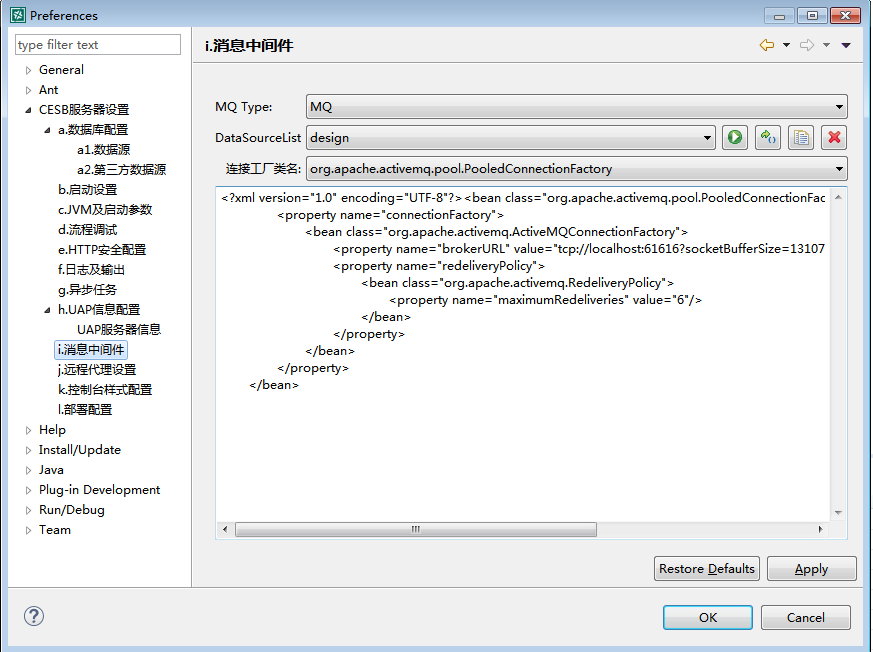 Preferences
type filter text
General
Ant
CESB服务器设置
a.数据库配置
a1.数据源
a2.第三方数据源
b.启动设置
c.JVM及启动参数
d.流程调试
e.HTTP安全配置
f.日志及输出
g.异步任务
h.UAP信息配置
UAP服务器信息
i.消息中间件
j.远程代理设置
k.控制台样式配置
l.部署配置
Help
Install/Update
Java
Plug-in Development
Run/Debug
Team
i.消息中间件
MQ Type: MQ
DataSourceList design
连接工厂类名: org.apache.activemq.pool.PooledConnectionFactory
<?xml version="1.0" encoding="UTF-8"?><bean class="org.apache.activemq.pool.PooledConnectionFac
<property name="connectionFactory">
<bean class="org.apache.activemq.ActiveMQConnectionFactory">
<property name="brokerURL" value="tcp://localhost:61616?socketBufferSize=13107
<property name="redeliveryPolicy">
<bean class="org.apache.activemq.RedeliveryPolicy">
<property name="maximumRedeliveries" value="6"/>
</bean>
</property>
</bean>
</property>
</bean>
Restore Defaults Apply
OK Cancel